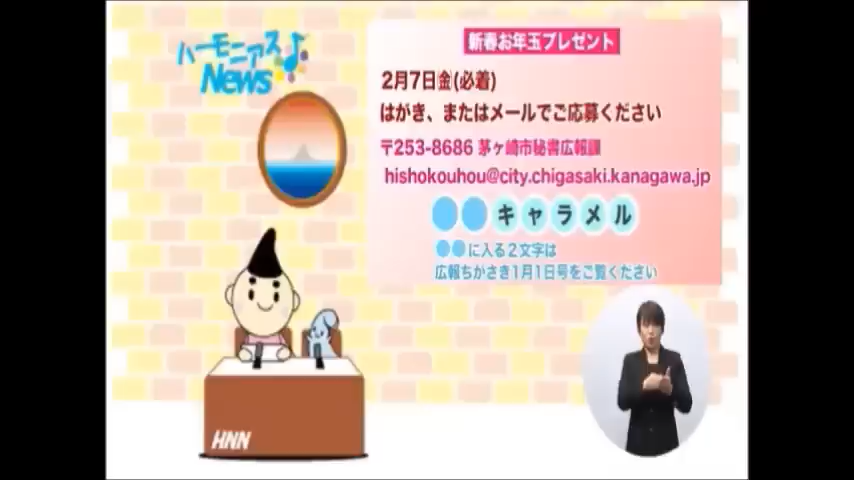 ハーモニアス
News
新春お年玉プレゼント
2月7日㊎(必着)
はがき、またはメールでご応募ください
〒253-8686 茅ヶ崎市秘書広報課
hishokouhou@city.chigasaki.kanagawa.jp
●●キャラメル
●●に入る2文字は
広報ちがさき1月1日号をご覧ください
HNN